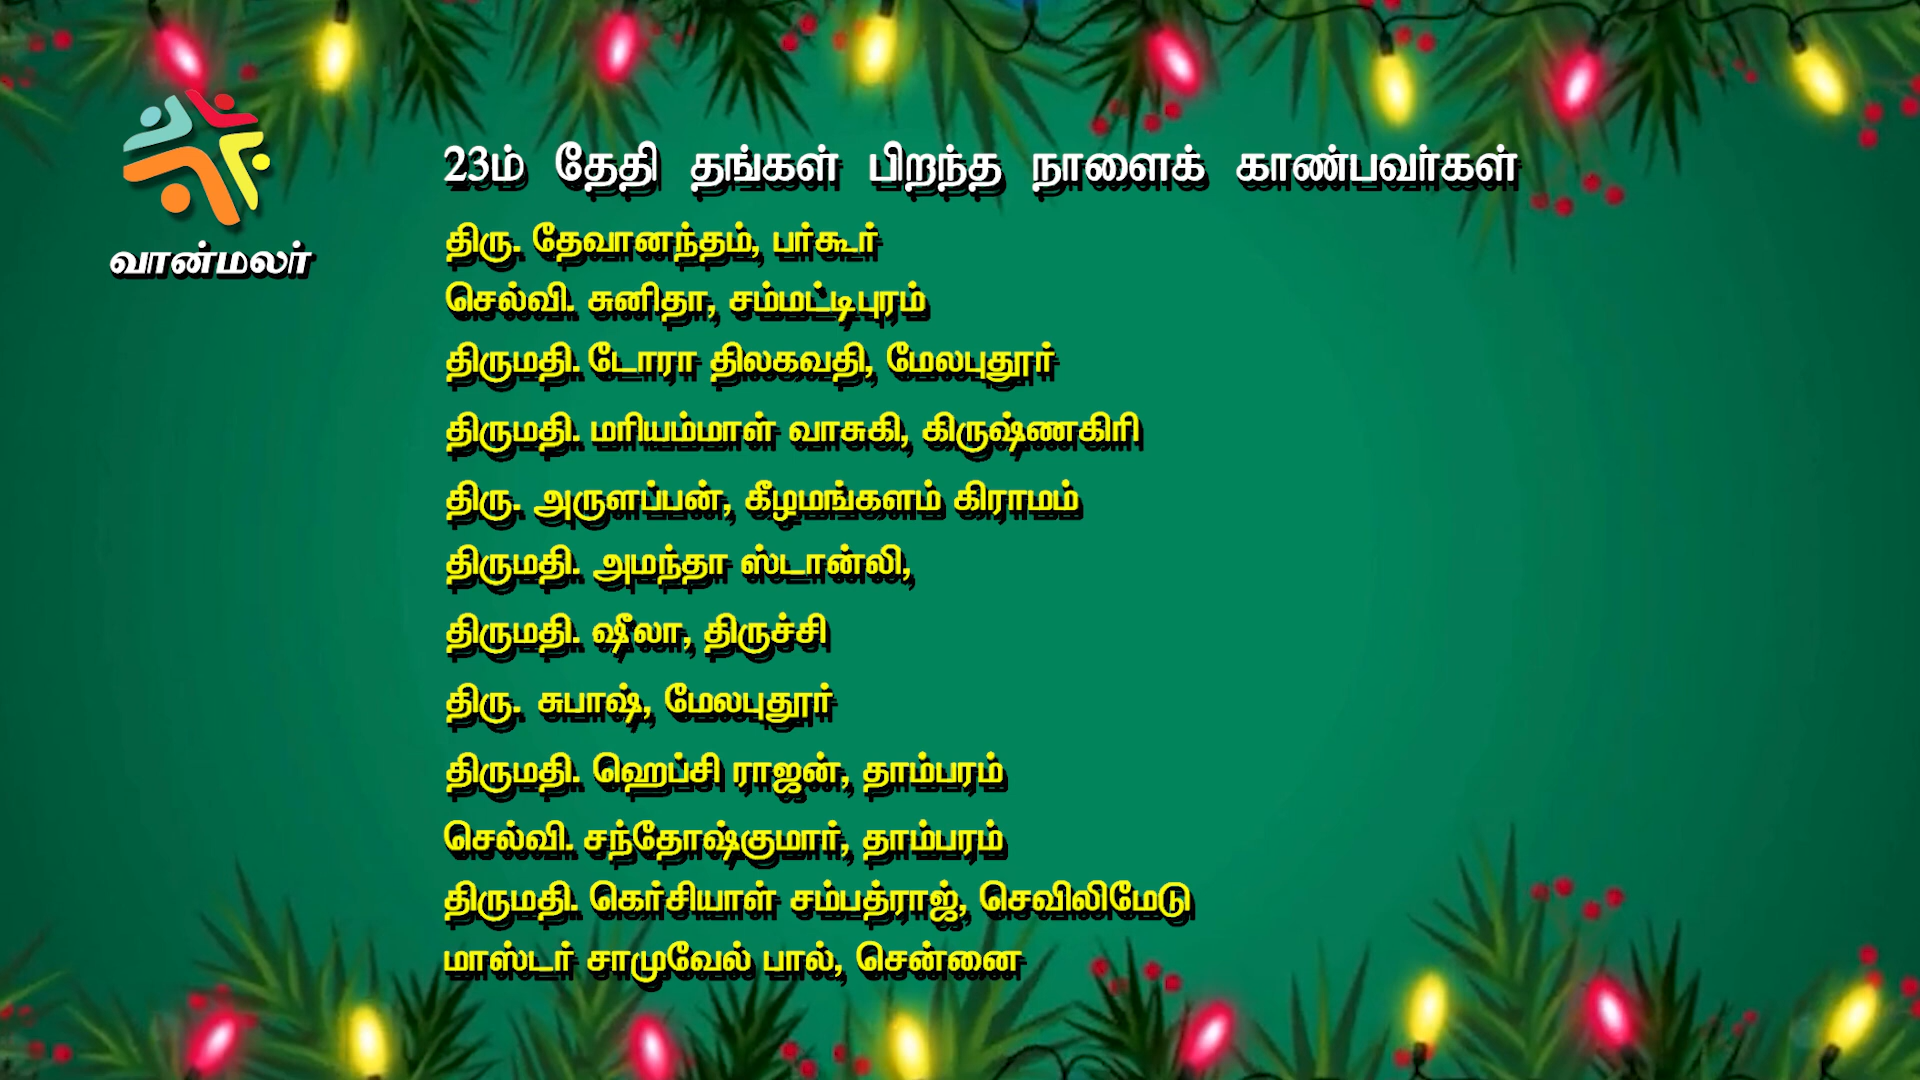 வான்மலர்
23ம் தேதி தங்கள் பிறந்த நாளைக் காண்பவர்கள்
திரு. தேவானந்தம், பர்கூர்
செல்வி. சுனிதா, சம்மட்டிபுரம்
திருமதி. டோரா திலகவதி, மேலபுதூர்
திருமதி. மரியம்மாள் வாசுகி, கிருஷ்ணகிரி
திரு. அருளப்பன், கீழமங்களம் கிராமம்
திருமதி. அமந்தா ஸ்டான்லி,
திருமதி. ஷீலா, திருச்சி
திரு. சுபாஷ், மேலபுதூர்
திருமதி. ஹெப்சி ராஜன், தாம்பரம்
செல்வி. சந்தோஷ்குமார், தாம்பரம்
திருமதி. கெர்சியாள் சம்பத்ராஜ், செவிலிமேடு
மாஸ்டர் சாமுவேல் பால், சென்னை